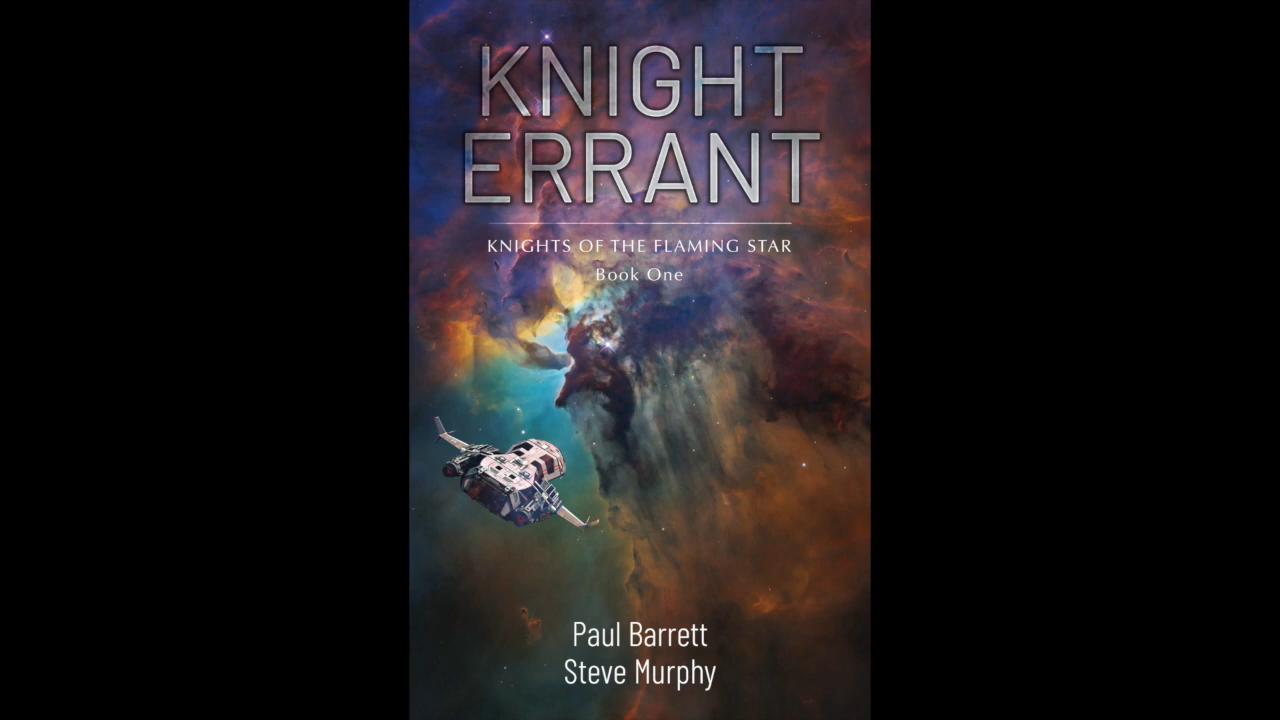 KNIGHT
ERRANT
KNIGHTS OF THE FLAMING STAR
Book One
Paul Barrett
Steve Murphy